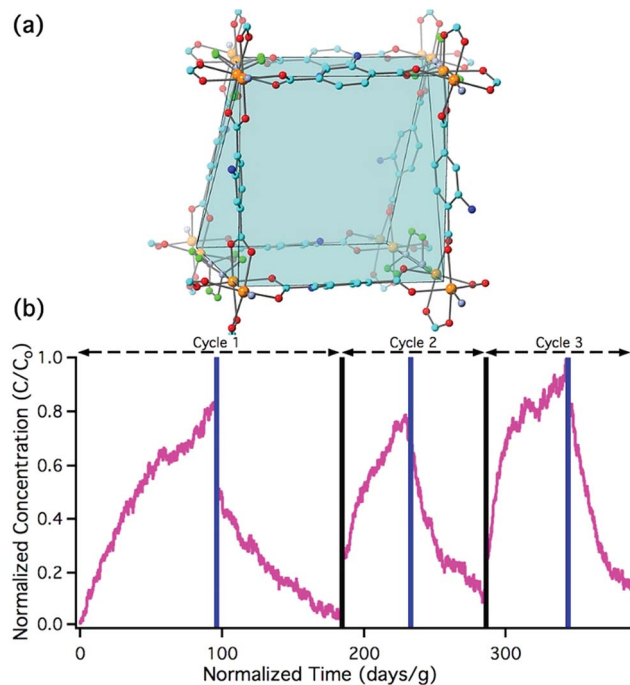 (a)
(b)
Cycle 1 Cycle 2 Cycle 3
1.0
0.8
0.6
0.4
0.2
0.0
Normalized Concentration (C/Co)
0 100 200 300
Normalized Time (days/g)